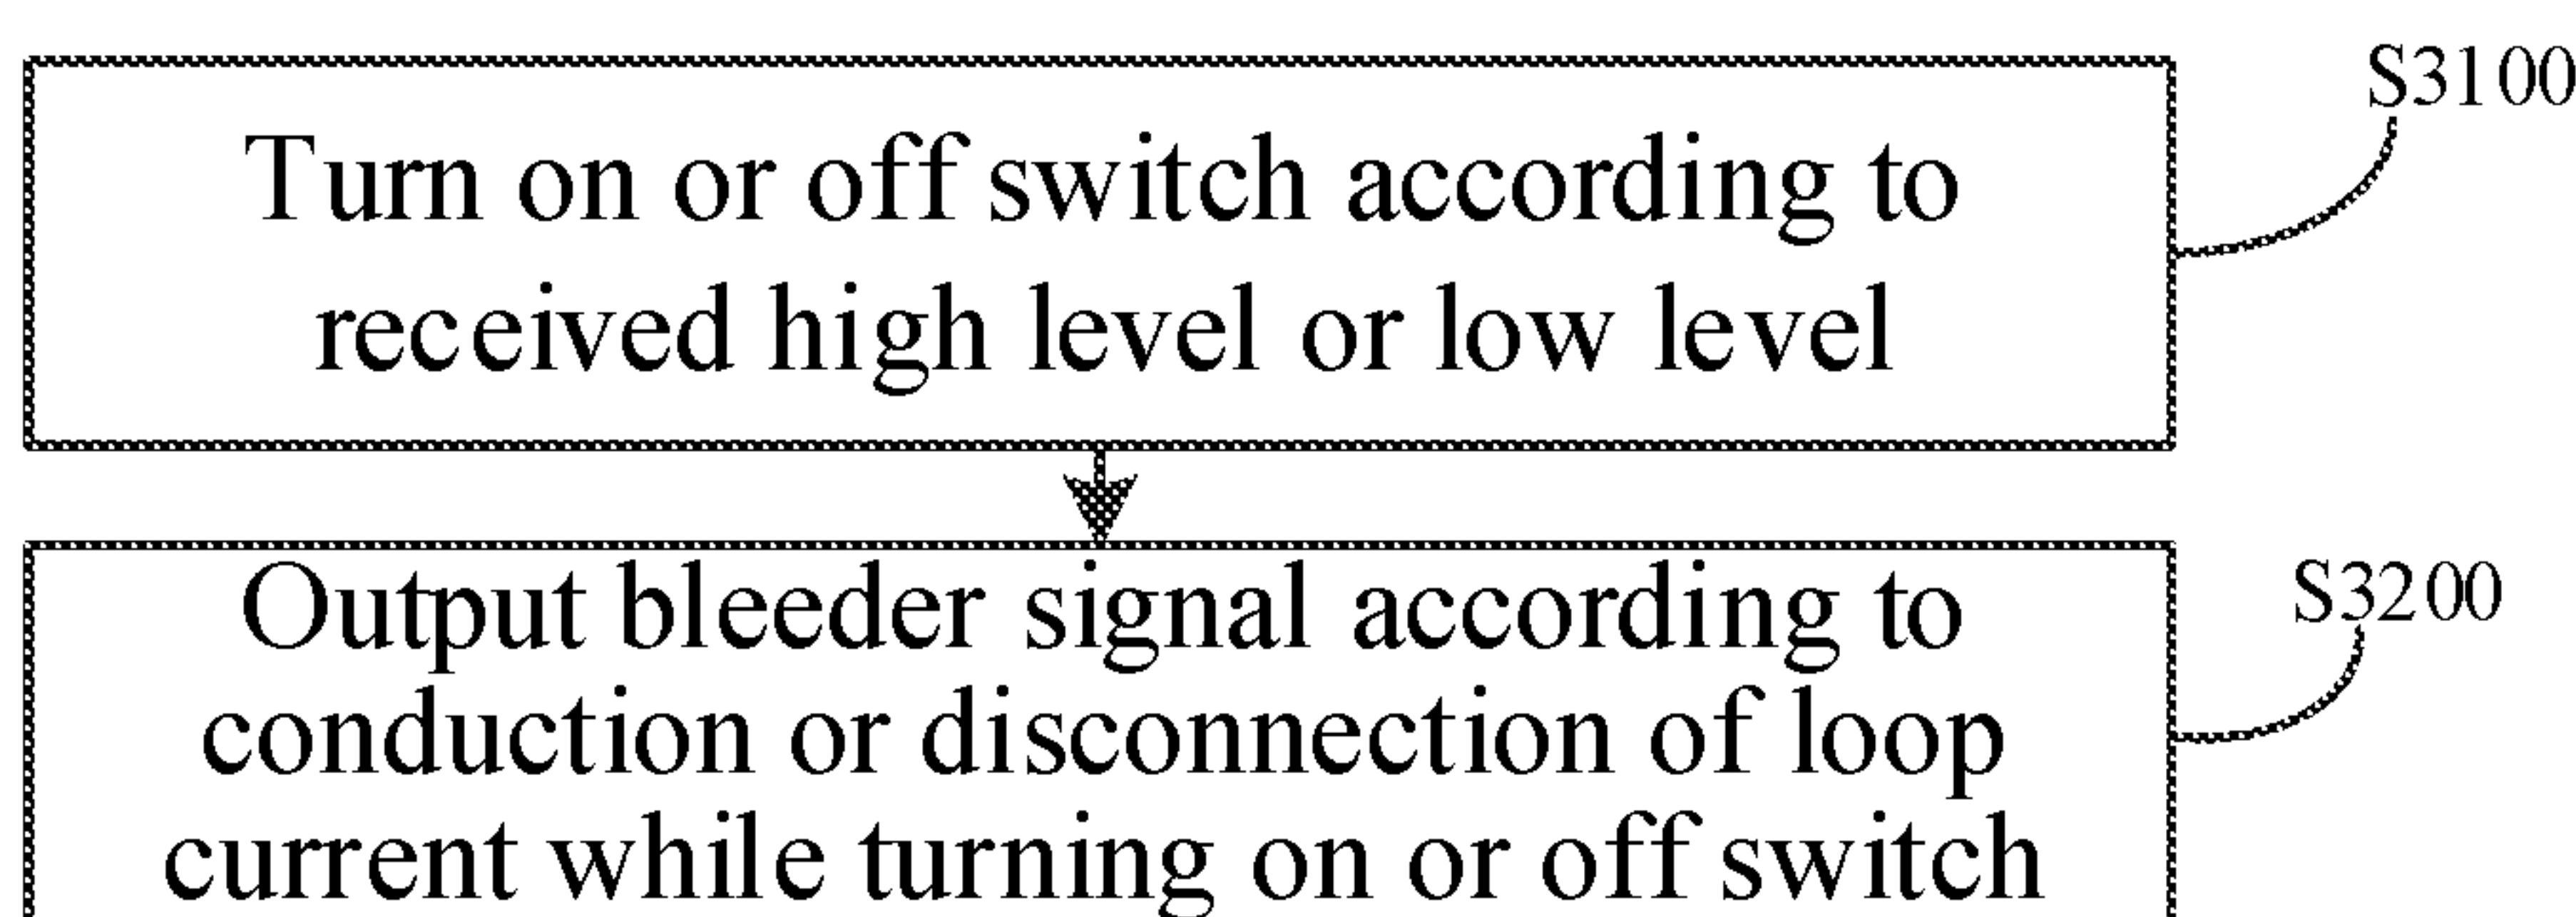 S3100
Turn on or off switch according to
received high level or low level
S3200
Output bleeder signal according to
conduction or disconnection of loop
current while turning on or off switch